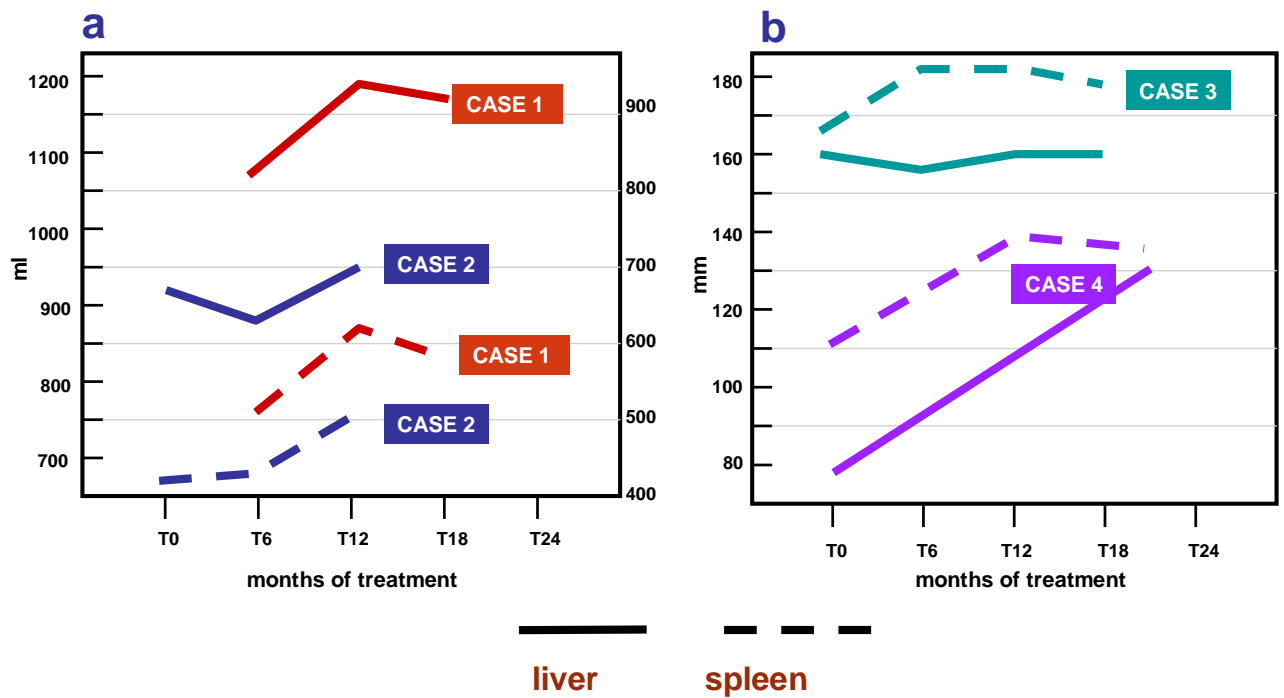 a
b
1200
1100
1000
900
800
700
ml
900
800
700
600
500
400
CASE 1
CASE 2
CASE 1
CASE 2
T0 T6 T12 T18 T24
months of treatment
180
160
140
120
100
80
mm
CASE 3
CASE 4
T0 T6 T12 T18 T24
months of treatment
liver spleen